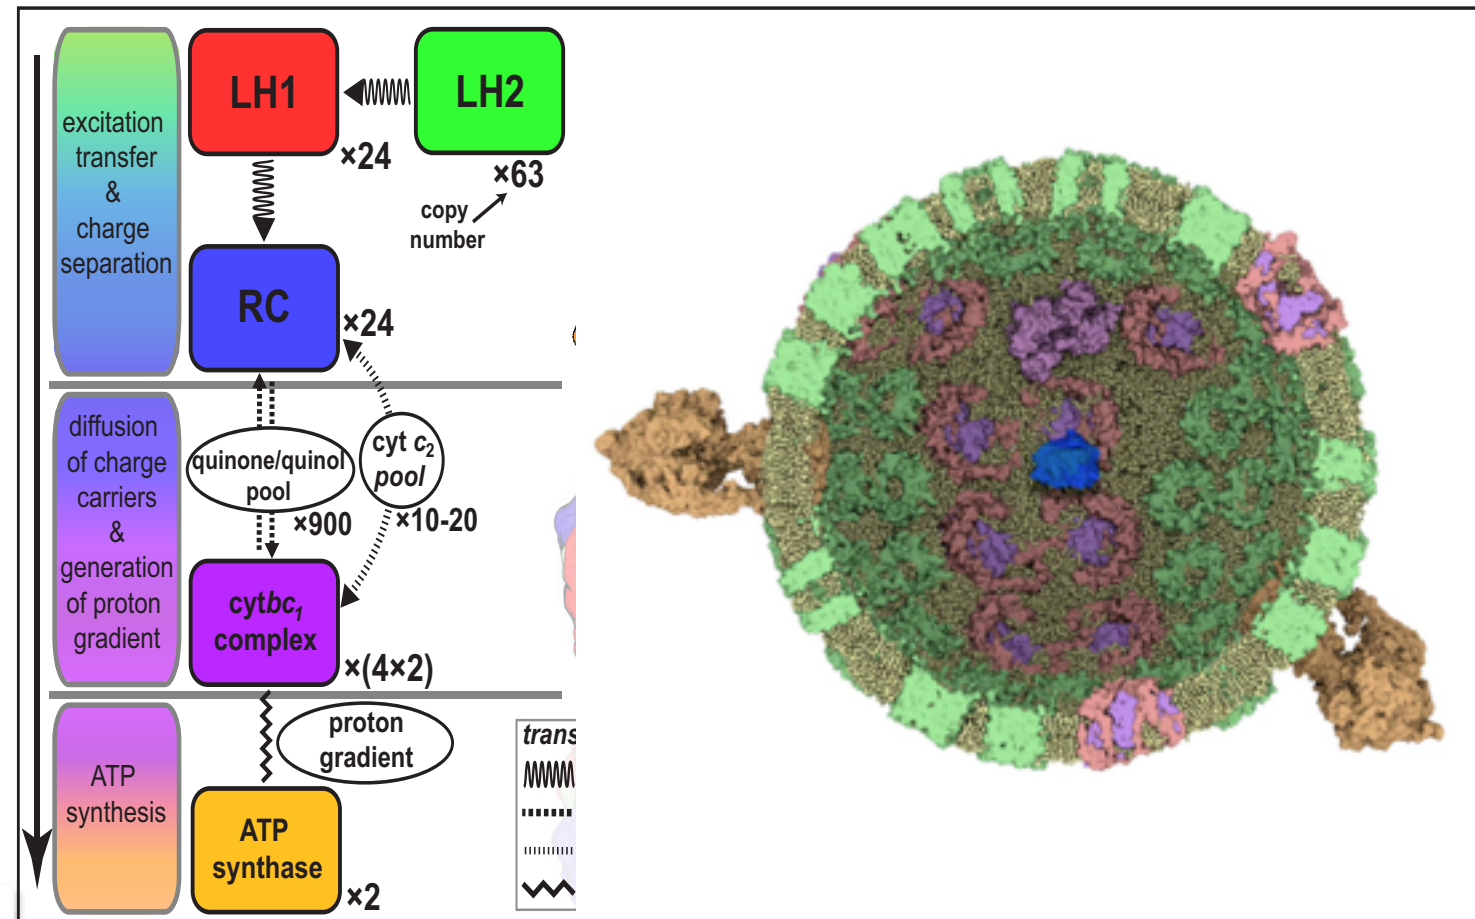 excitation
transfer
&
charge
separation
LH1
×24
LH2
×63
copy
number
RC
×24
diffusion
of charge
carriers
&
generation
of proton
gradient
quinone/quinol
pool
×900
cyt c₂
pool
×10-20
cytbc₁
complex
×(4×2)
proton
gradient
ATP
synthesis
ATP
synthase
×2
trans